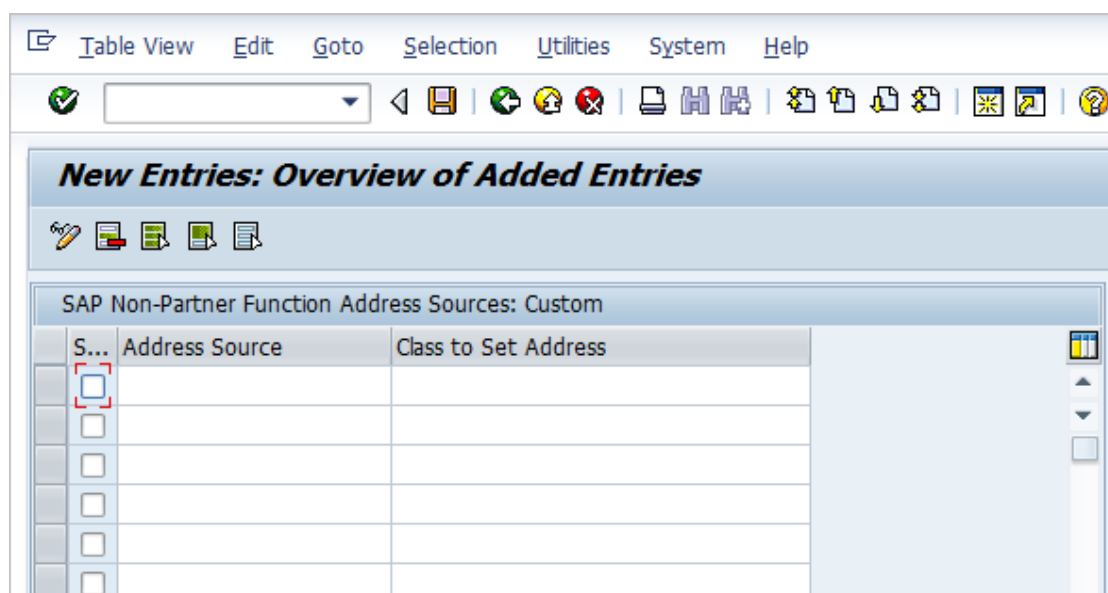 Table View Edit Goto Selection Utilities System Help
New Entries: Overview of Added Entries
SAP Non-Partner Function Address Sources: Custom
S... Address Source Class to Set Address